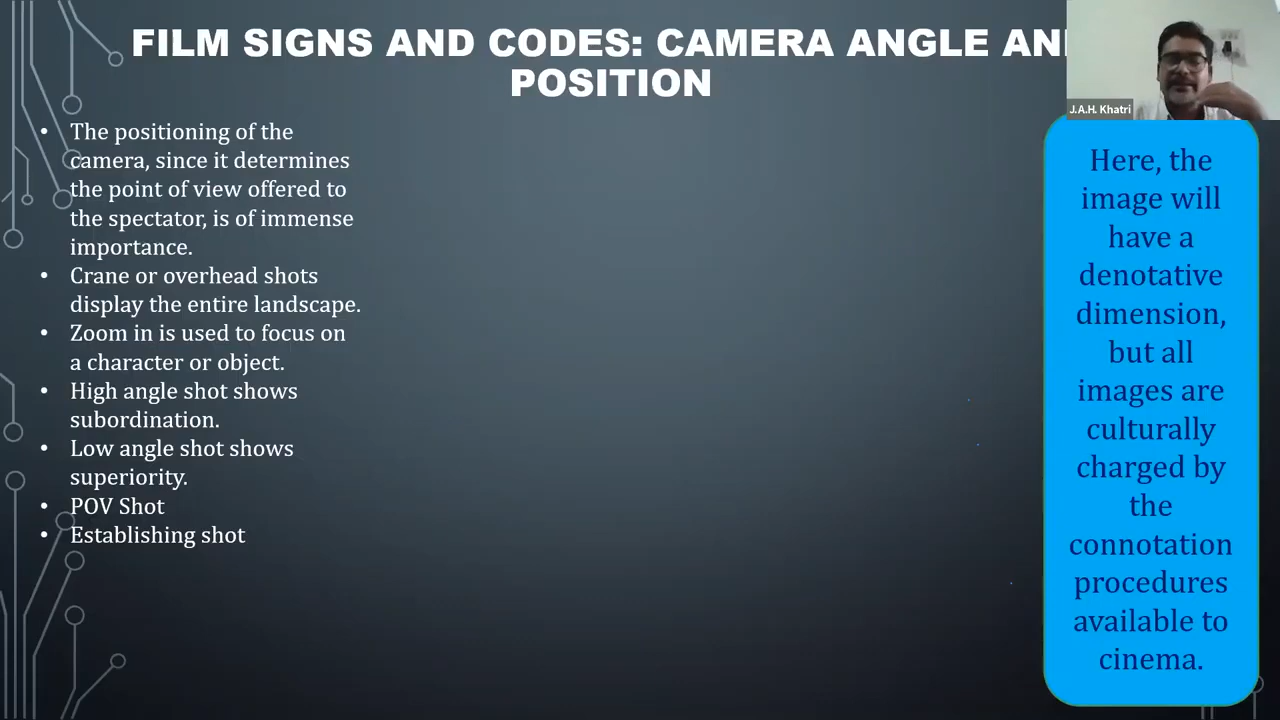 FILM SIGNS AND CODES: CAMERA ANGLE AN
POSITION
J.A.H. Khatri
• The positioning of the
camera, since it determines
the point of view offered to
the spectator, is of immense
importance.
• Crane or overhead shots
display the entire landscape.
• Zoom in is used to focus on
a character or object.
• High angle shot shows
subordination.
• Low angle shot shows
superiority.
• POV Shot
• Establishing shot
Here, the
image will
have a
denotative
dimension,
but all
images are
culturally
charged by
the
connotation
procedures
available to
cinema.